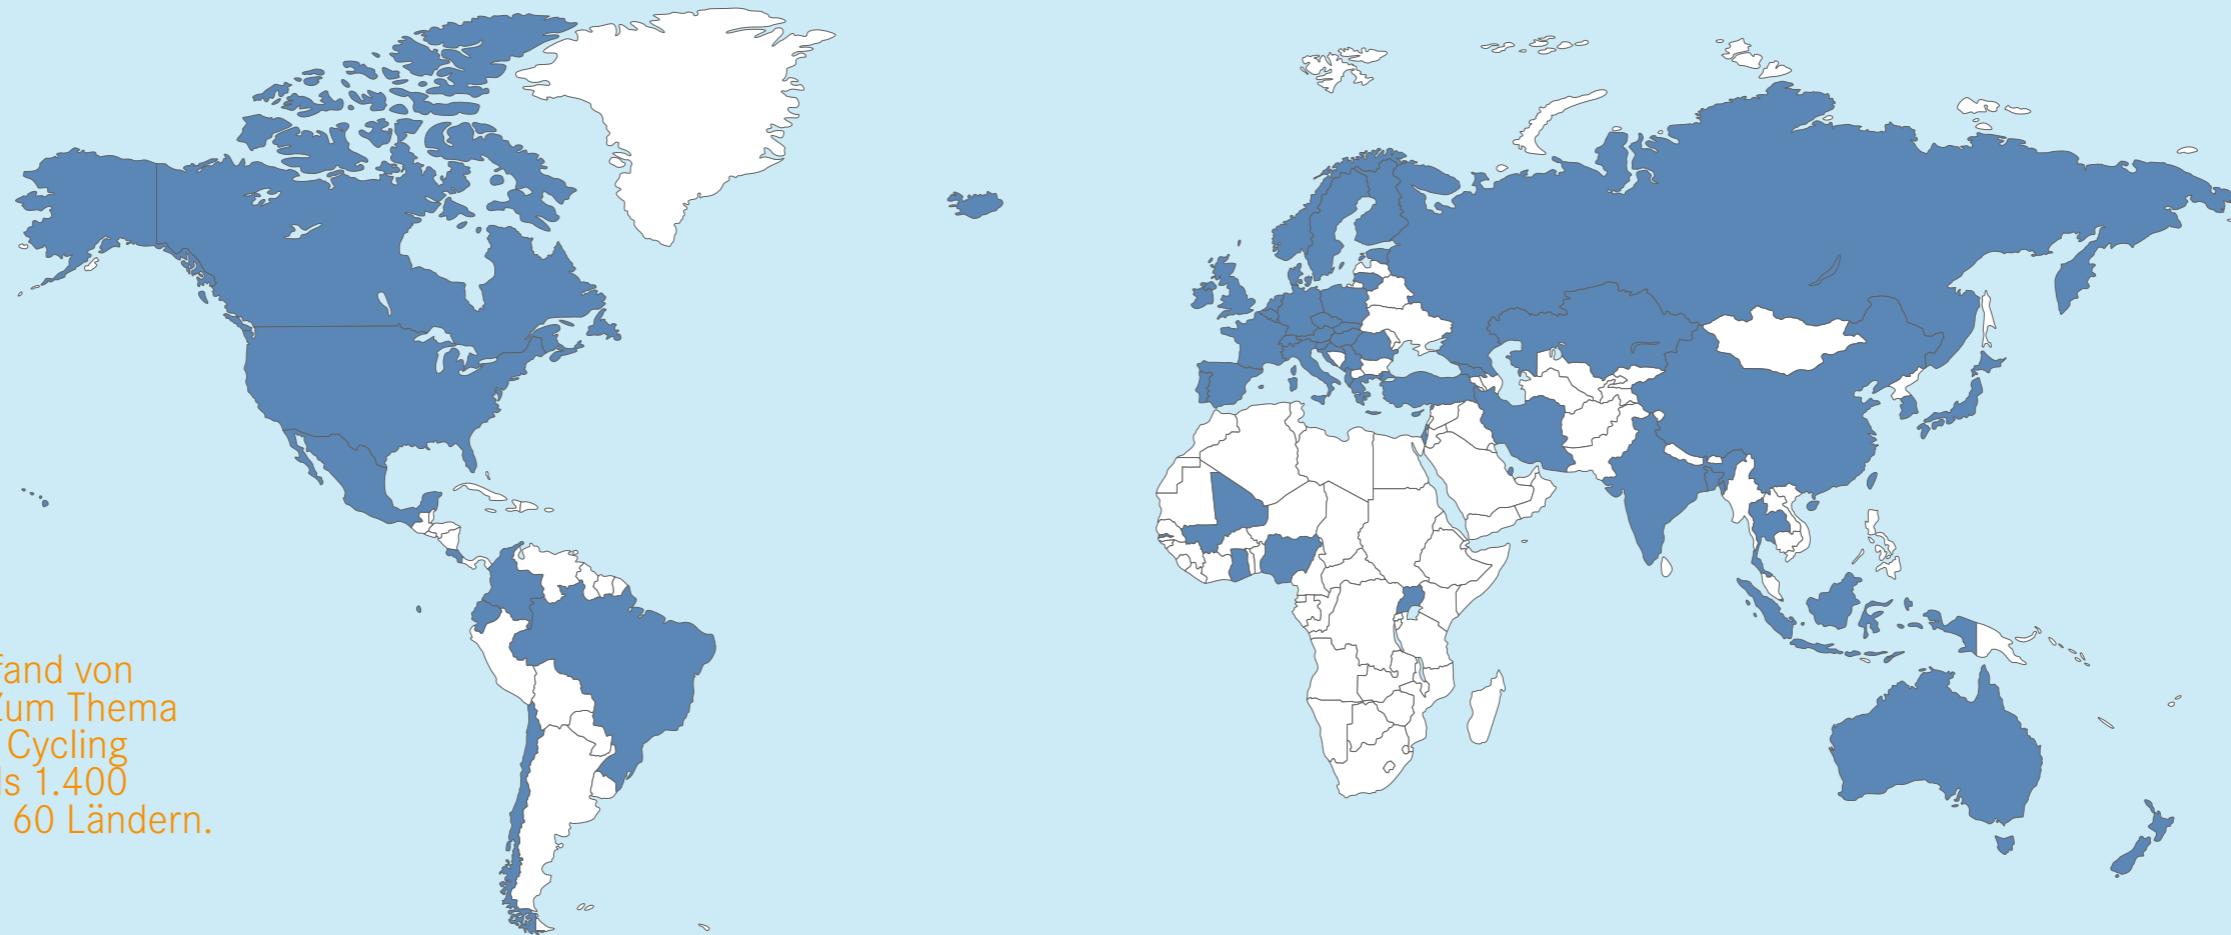 fand von
Zum Thema
Cycling
ls 1.400
60 Ländern.